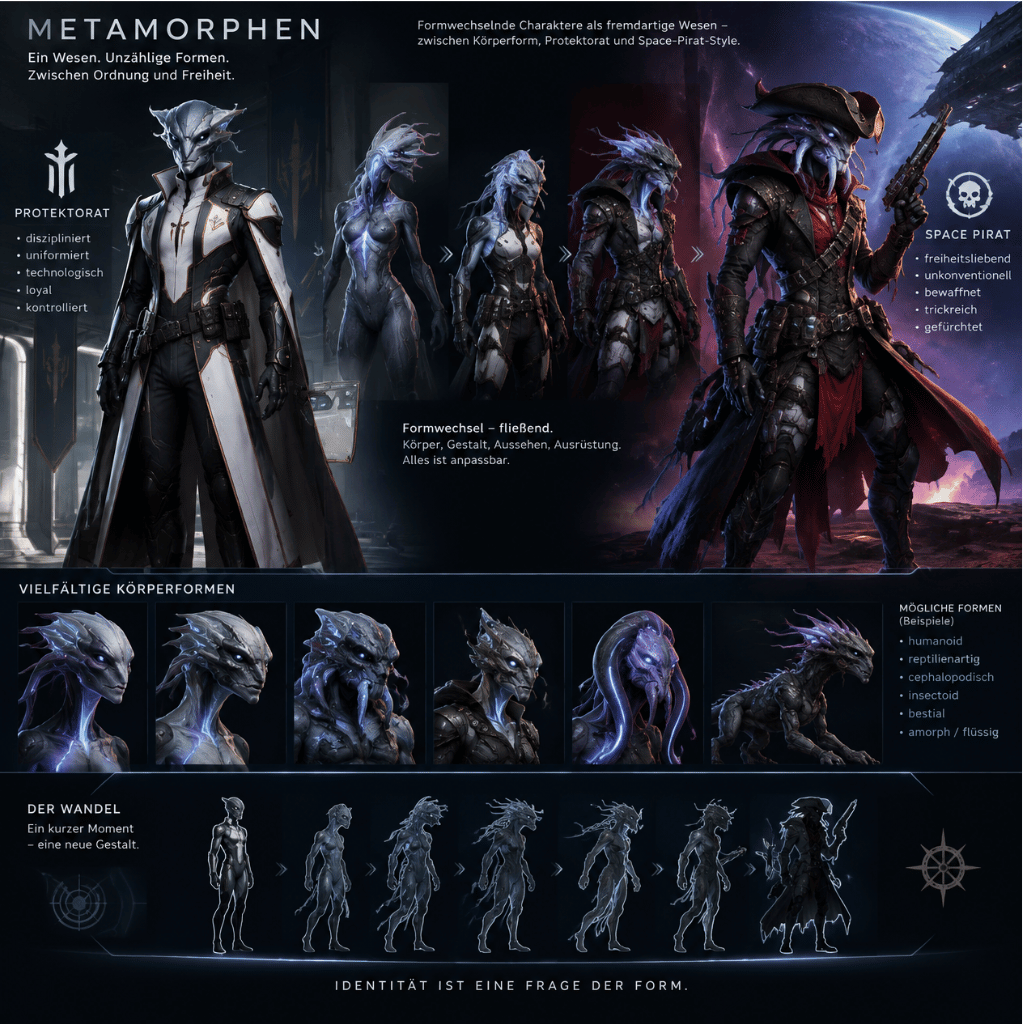 METAMORPHEN
Ein Wesen. Unzählige Formen.
Zwischen Ordnung und Freiheit.
Formwechselnde Charaktere als fremdartige Wesen –
zwischen Körperform, Protektorat und Space-Pirat-Style.
PROTEKTORAT
• diszipliniert
• uniformiert
• technologisch
• loyal
• kontrolliert
SPACE PIRAT
• freiheitsliebend
• unkonventionell
• bewaffnet
• trickreich
• gefürchtet
Formwechsel – fließend.
Körper, Gestalt, Aussehen, Ausrüstung.
Alles ist anpassbar.
VIELFÄLTIGE KÖRPERFORMEN
MÖGLICHE FORMEN
(Beispiele)
• humanoid
• reptilienartig
• cephalopodisch
• insectoid
• bestial
• amorph / flüssig
DER WANDEL
Ein kurzer Moment
– eine neue Gestalt.
IDENTITÄT IST EINE FRAGE DER FORM.